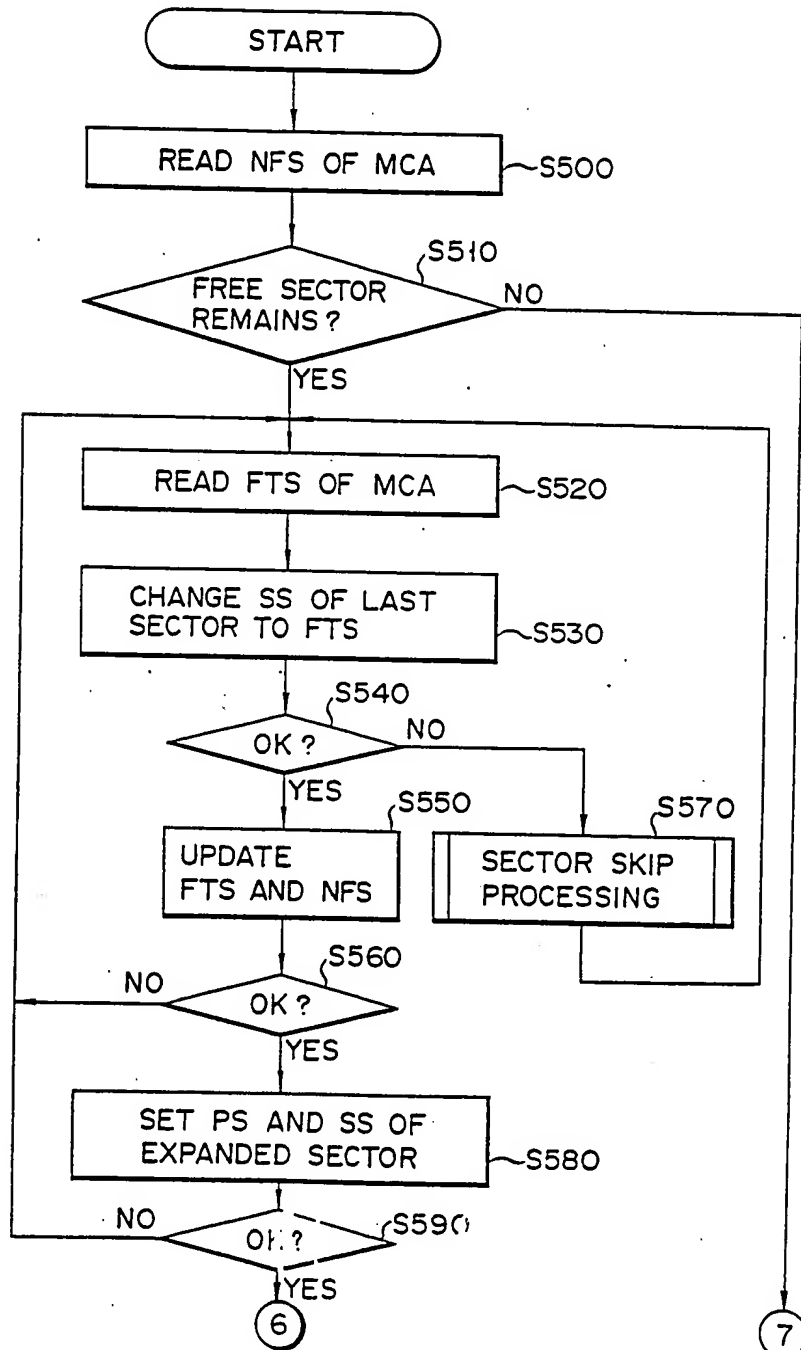 START
READ NFS OF MCA
S500
S510
FREE SECTOR
REMAINS?
NO
YES
READ FTS OF MCA
S520
CHANGE SS OF LAST
SECTOR TO FTS
S530
S540
OK?
NO
YES
S550
UPDATE
FTS AND NFS
S570
SECTOR SKIP
PROCESSING
S560
NO
OK?
YES
SET PS AND SS OF
EXPANDED SECTOR
S580
NO
S590
OK?
YES
6
7